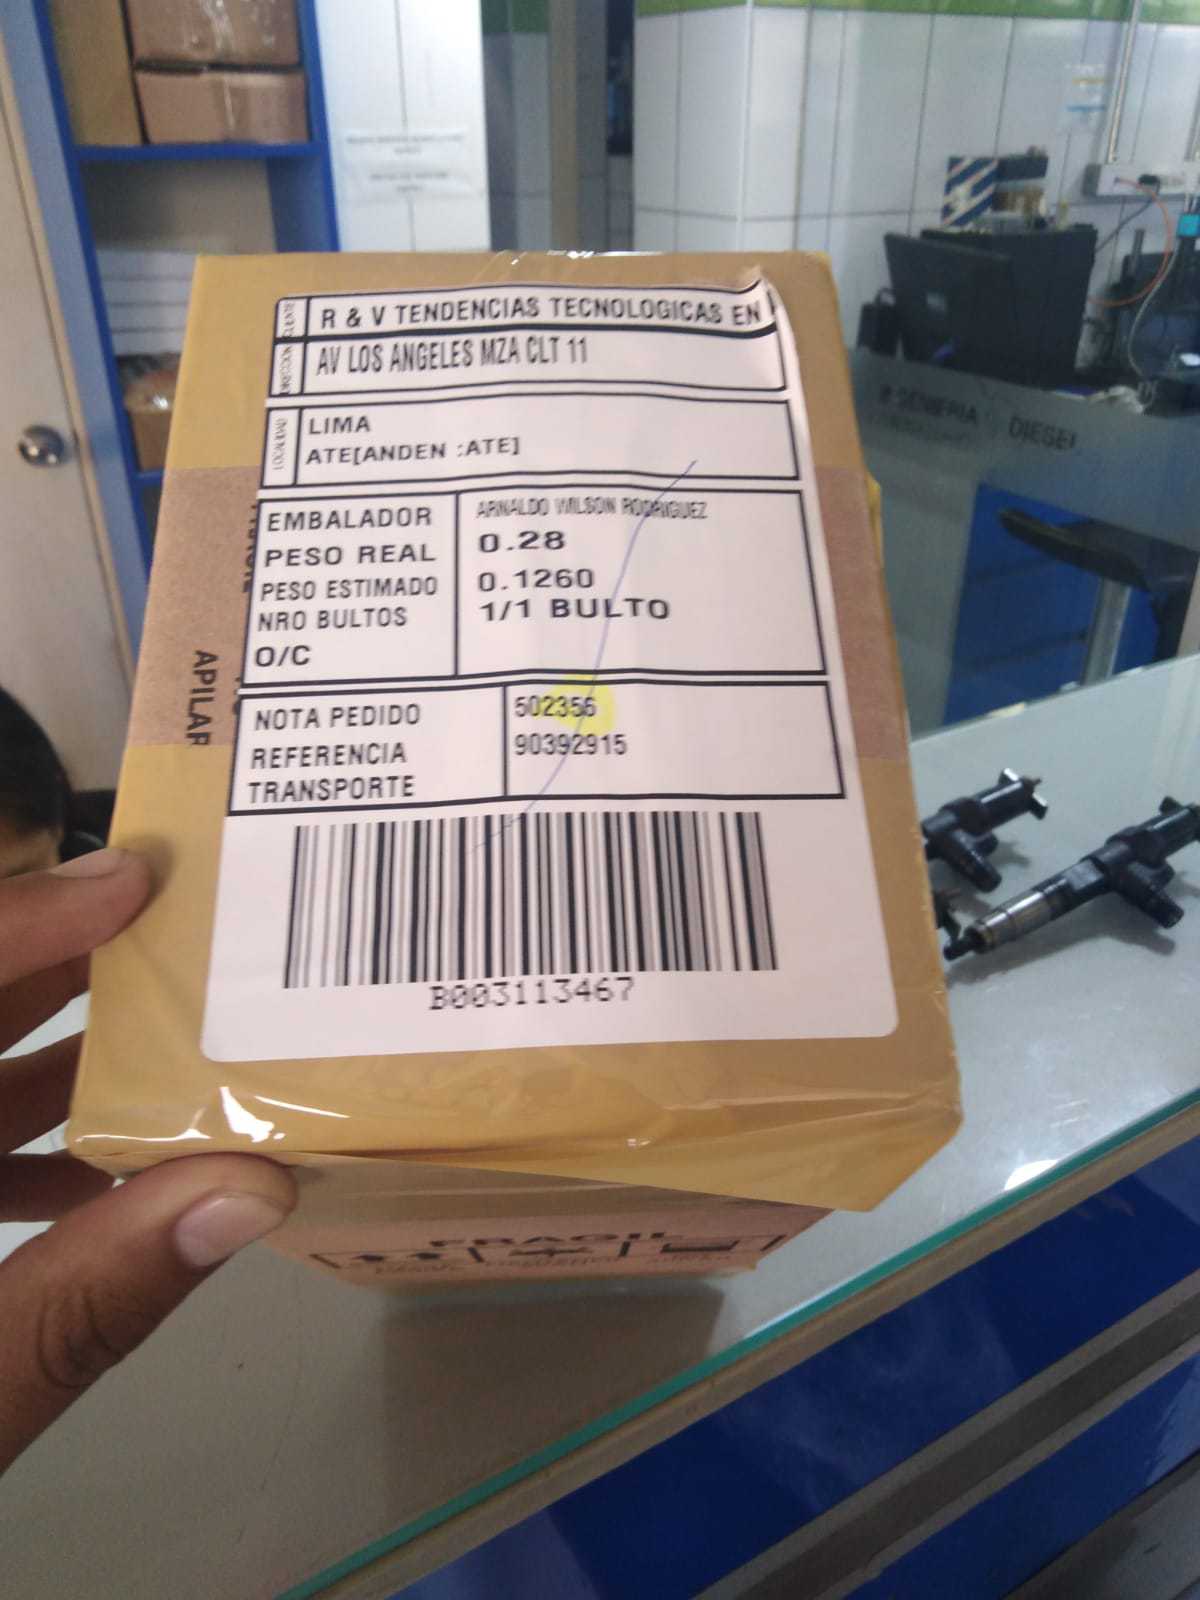 R & V TENDENCIAS TECNOLOGICAS EN
AV LOS ANGELES MZA CLT 11
LIMA
ATE[ANDEN :ATE]
EMBALADOR ARNALDO WILSON RODRIGUEZ
PESO REAL 0.28
PESO ESTIMADO 0.1260
NRO BULTOS 1/1 BULTO
O/C
NOTA PEDIDO 502356
REFERENCIA 90392915
TRANSPORTE
B003113467
APILAR
FRAGIL
DIESEL